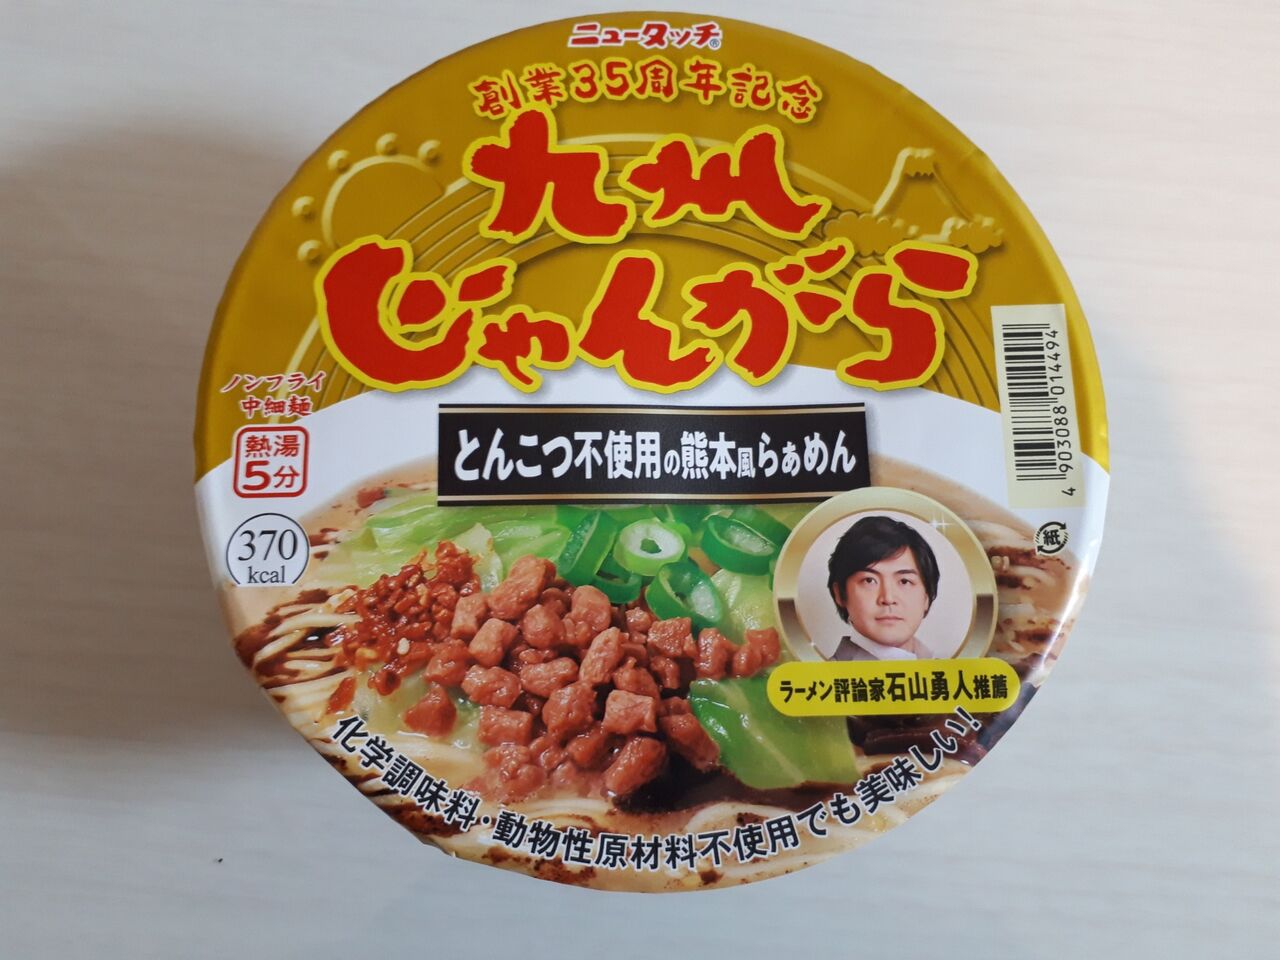 ニュータッチ®
創業35周年記念
九州
じゃんがら
ノンフライ
中細麺
熱湯
5分
とんこつ不使用の熊本風らぁめん
370
kcal
4 903088 014494
紙
ラーメン評論家石山勇人推薦
化学調味料・動物性原材料不使用でも美味しい!